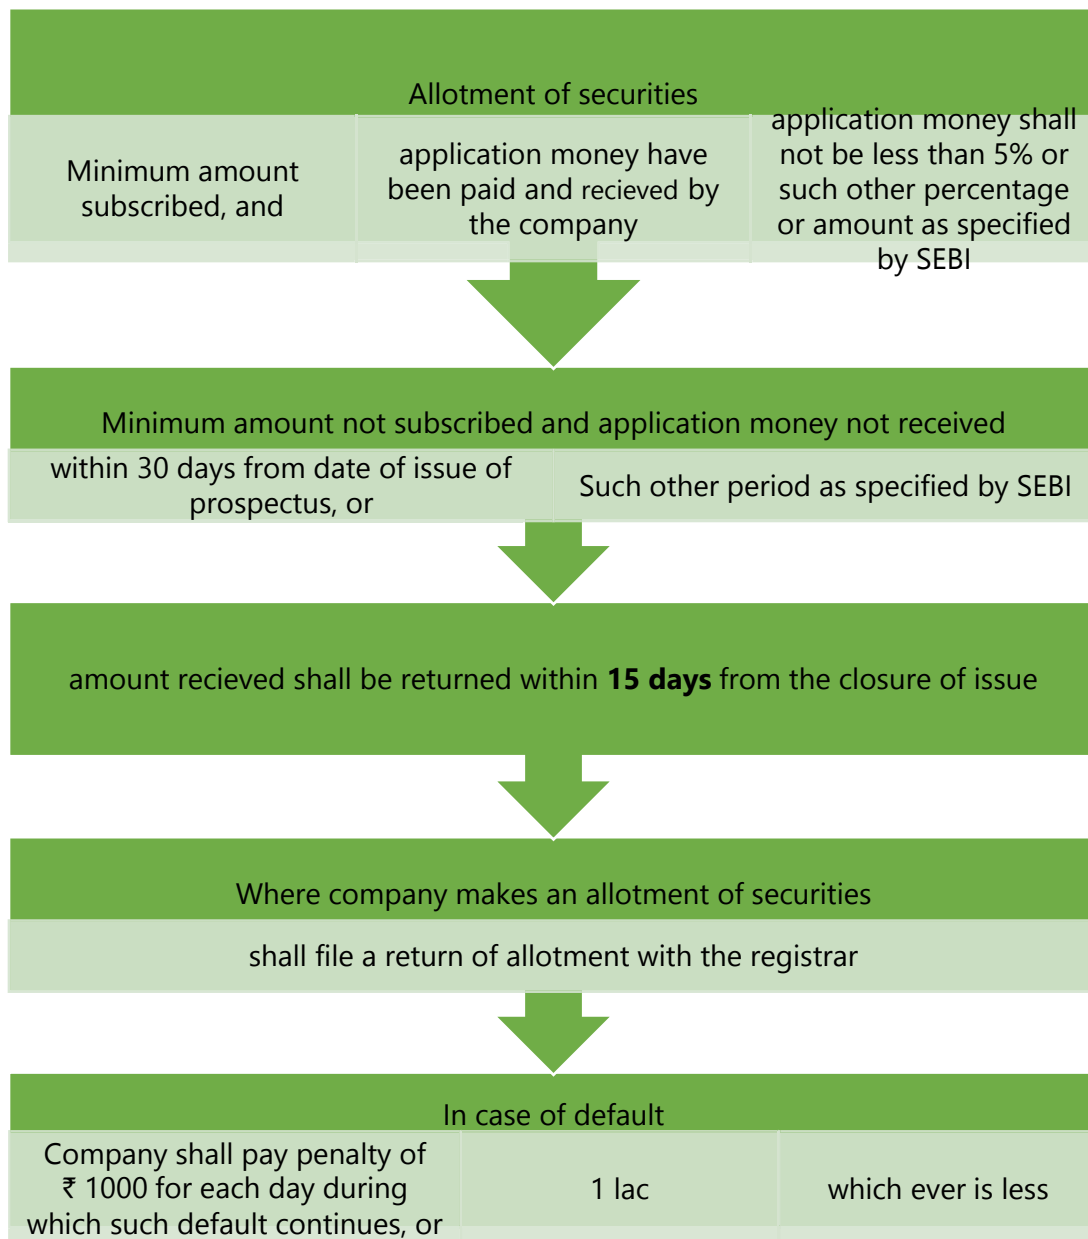 Allotment of securities
Minimum amount
subscribed, and
application money have
been paid and recieved by
the company
application money shall
not be less than 5% or
such other percentage
or amount as specified
by SEBI
Minimum amount not subscribed and application money not received
within 30 days from date of issue of
prospectus, or
Such other period as specified by SEBI
amount recieved shall be returned within 15 days from the closure of issue
Where company makes an allotment of securities
shall file a return of allotment with the registrar
In case of default
Company shall pay penalty of
₹ 1000 for each day during
which such default continues, or
1 lac
which ever is less